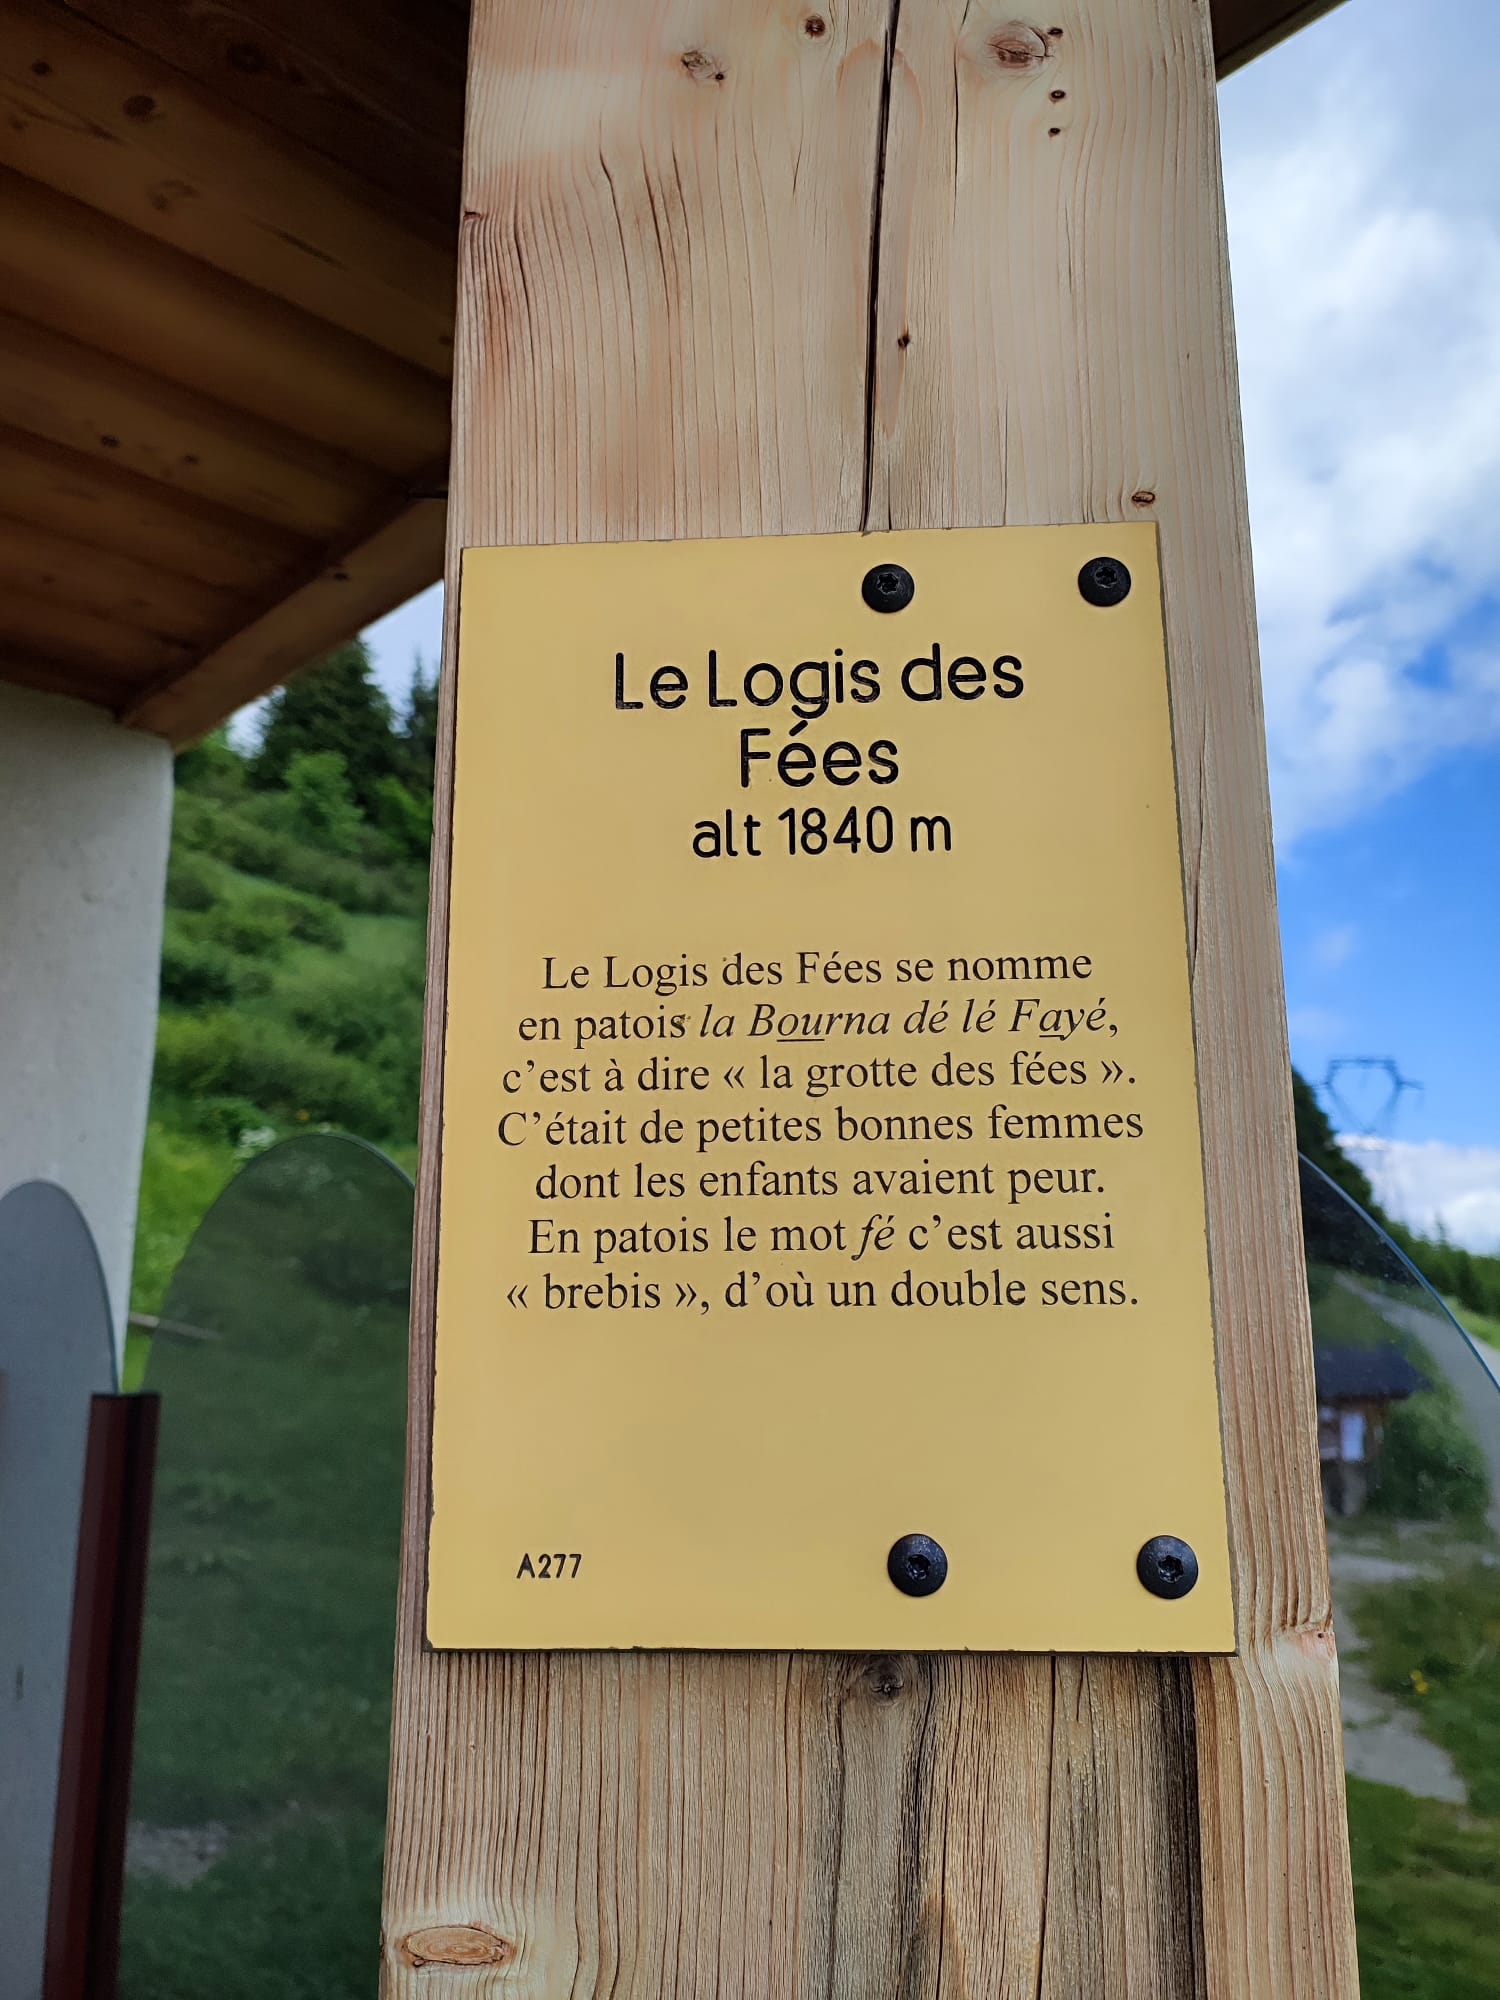 Le Logis des
Fées
alt 1840 m
Le Logis des Fées se nomme
en patois la Bourna dé lé Fayé,
c’est à dire « la grotte des fées ».
C’était de petites bonnes femmes
dont les enfants avaient peur.
En patois le mot fé c’est aussi
« brebis », d’où un double sens.
A277